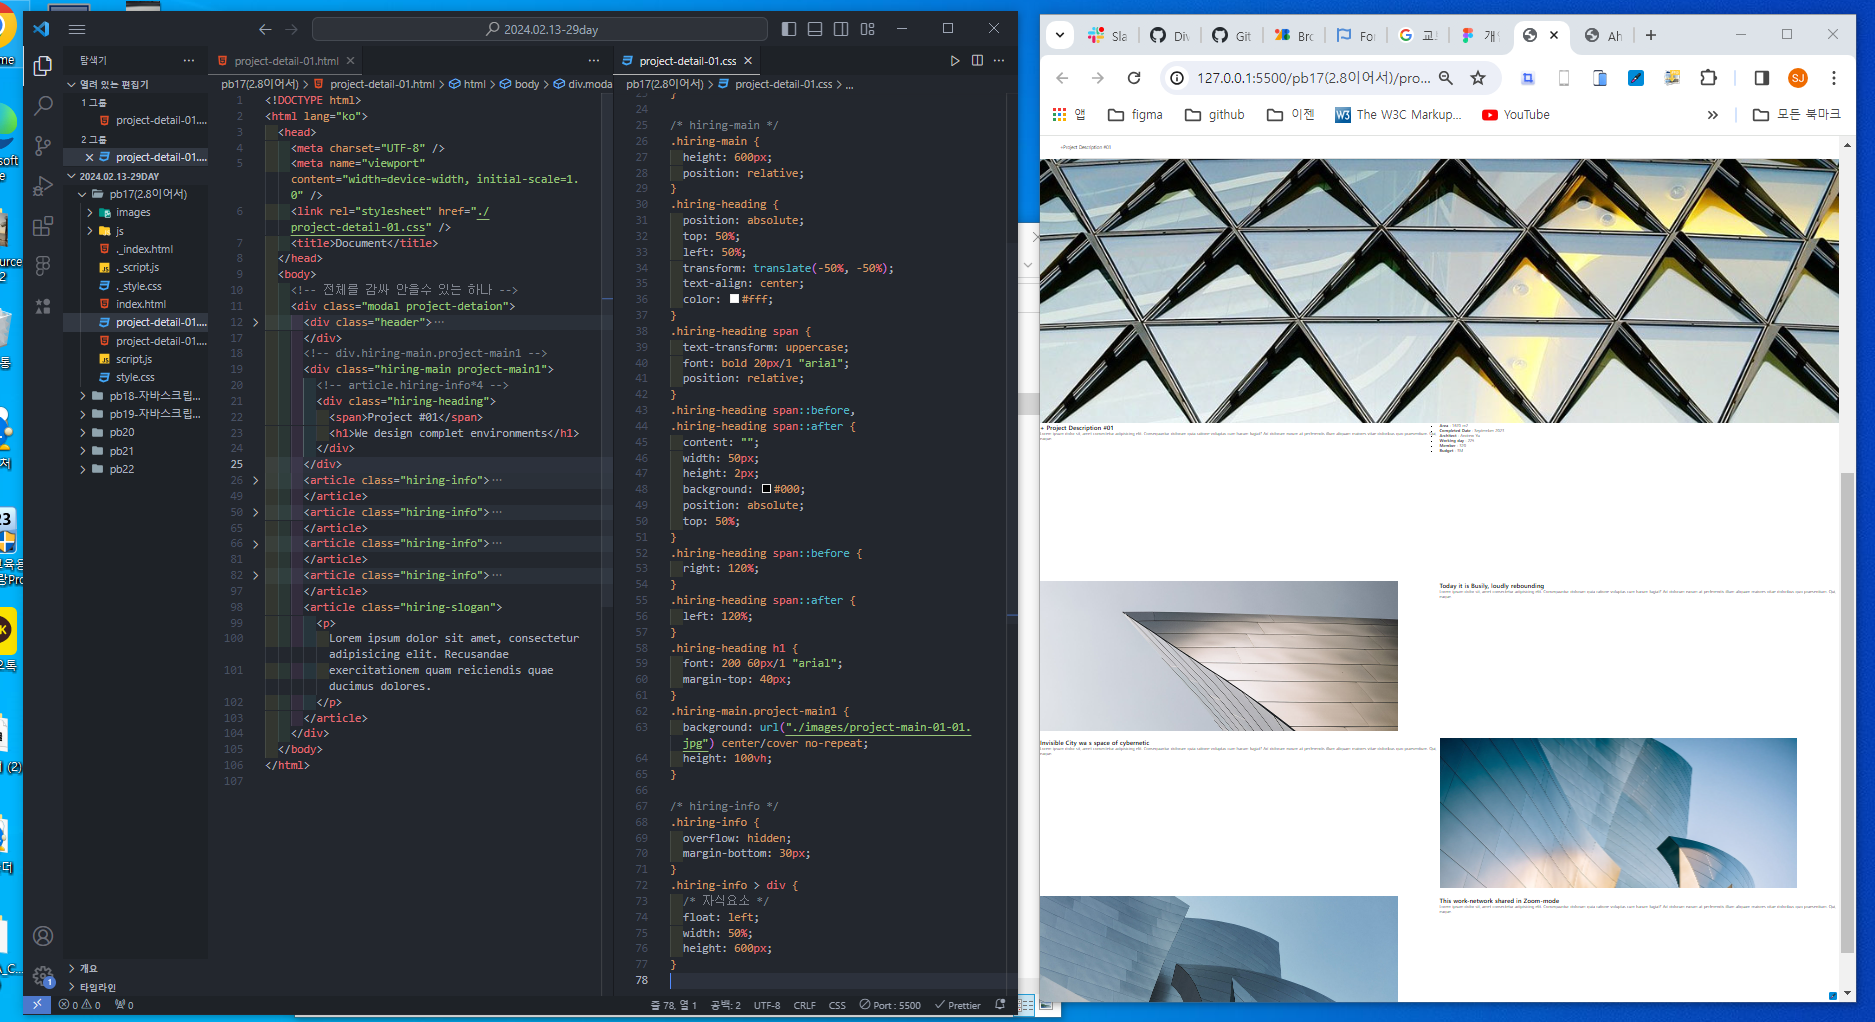 2024.02.13-29day
탐색기
열려 있는 편집기
1 그룹
project-detail-01....
2 그룹
project-detail-01....
2024.02.13-29DAY
pb17(2.8이어서)
images
js
._index.html
._script.js
._style.css
index.html
project-detail-01....
project-detail-01....
script.js
style.css
pb18-자바스크립...
pb19-자바스크립...
pb20
pb21
pb22
개요
타임라인
project-detail-01.html
pb17(2.8이어서) > project-detail-01.html > html > body > div.moda
1 <!DOCTYPE html>
2 <html lang="ko">
3 <head>
4 <meta charset="UTF-8" />
5 <meta name="viewport"
content="width=device-width, initial-scale=1.
0" />
6 <link rel="stylesheet" href="./
project-detail-01.css" />
7 <title>Document</title>
8 </head>
9 <body>
10 <!-- 전체를 감싸 안을수 있는 하나 -->
11 <div class="modal project-detaion">
12 <div class="header">…
17 </div>
18 <!-- div.hiring-main.project-main1 -->
19 <div class="hiring-main project-main1">
20 <!-- article.hiring-info*4 -->
21 <div class="hiring-heading">
22 <span>Project #01</span>
23 <h1>We design complet environments</h1>
24 </div>
25 </div>
26 <article class="hiring-info">…
49 </article>
50 <article class="hiring-info">…
65 </article>
66 <article class="hiring-info">…
81 </article>
82 <article class="hiring-info">…
97 </article>
98 <article class="hiring-slogan">
99 <p>
100 Lorem ipsum dolor sit amet, consectetur
adipisicing elit. Recusandae
101 exercitationem quam reiciendis quae
ducimus dolores.
102 </p>
103 </article>
104 </div>
105 </body>
106 </html>
107
project-detail-01.css
pb17(2.8이어서) > project-detail-01.css > ...
23 }
24
25 /* hiring-main */
26 .hiring-main {
27 height: 600px;
28 position: relative;
29 }
30 .hiring-heading {
31 position: absolute;
32 top: 50%;
33 left: 50%;
34 transform: translate(-50%, -50%);
35 text-align: center;
36 color: #fff;
37 }
38 .hiring-heading span {
39 text-transform: uppercase;
40 font: bold 20px/1 "arial";
41 position: relative;
42 }
43 .hiring-heading span::before,
44 .hiring-heading span::after {
45 content: "";
46 width: 50px;
47 height: 2px;
48 background: #000;
49 position: absolute;
50 top: 50%;
51 }
52 .hiring-heading span::before {
53 right: 120%;
54 }
55 .hiring-heading span::after {
56 left: 120%;
57 }
58 .hiring-heading h1 {
59 font: 200 60px/1 "arial";
60 margin-top: 40px;
61 }
62 .hiring-main.project-main1 {
63 background: url("./images/project-main-01-01.
jpg") center/cover no-repeat;
64 height: 100vh;
65 }
66
67 /* hiring-info */
68 .hiring-info {
69 overflow: hidden;
70 margin-bottom: 30px;
71 }
72 .hiring-info > div {
73 /* 자식요소 */
74 float: left;
75 width: 50%;
76 height: 600px;
77 }
78
0 0 0
줄 78, 열 1 공백: 2 UTF-8 CRLF CSS Port : 5500 Prettier
Sla Div Git Brc For 교 개 Ah
127.0.0.1:5500/pb17(2.8이어서)/pro... SJ
앱 figma github 이젠 The W3C Markup... YouTube 모든 북마크
+Project Description #01
+ Project Description #01
Completed Date - September 2023
Today it is Busily, loudly rebounding
Invisible City wa s space of cybernetic
This work-network shared in Zoom-mode